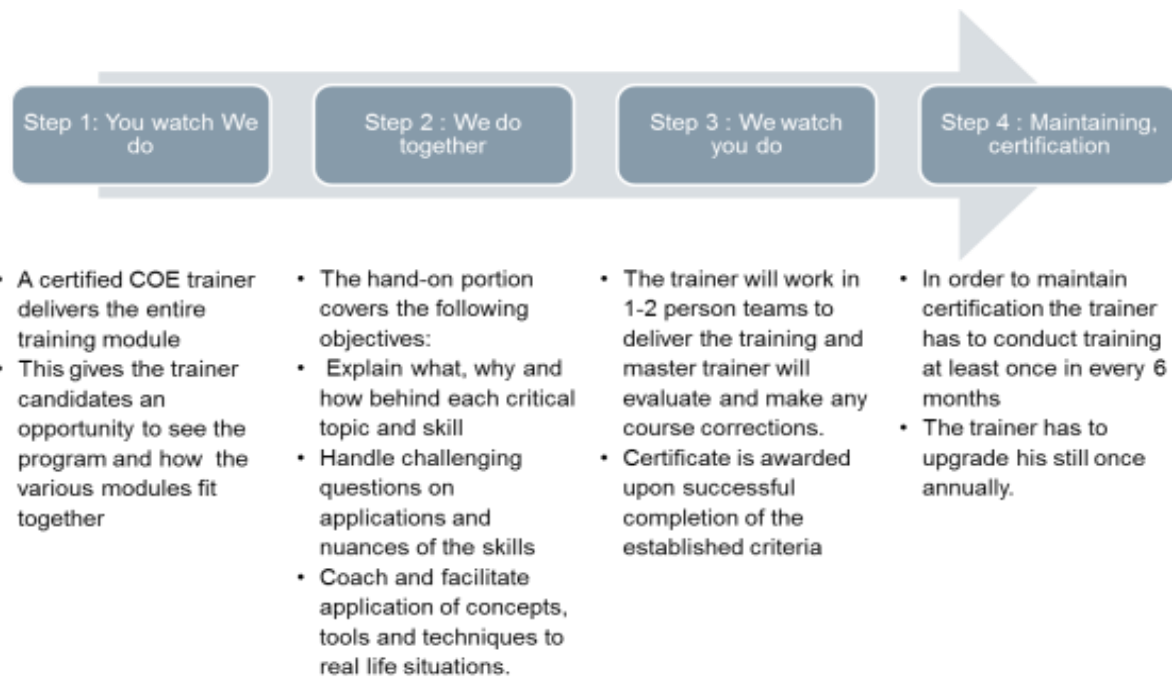 Step 1: You watch We
do
Step 2 : We do
together
Step 3 : We watch
you do
Step 4 : Maintaining,
certification
• A certified COE trainer
delivers the entire
training module
• This gives the trainer
candidates an
opportunity to see the
program and how the
various modules fit
together
• The hand-on portion
covers the following
objectives:
• Explain what, why and
how behind each critical
topic and skill
• Handle challenging
questions on
applications and
nuances of the skills
• Coach and facilitate
application of concepts,
tools and techniques to
real life situations.
• The trainer will work in
1-2 person teams to
deliver the training and
master trainer will
evaluate and make any
course corrections.
• Certificate is awarded
upon successful
completion of the
established criteria
• In order to maintain
certification the trainer
has to conduct training
at least once in every 6
months
• The trainer has to
upgrade his still once
annually.